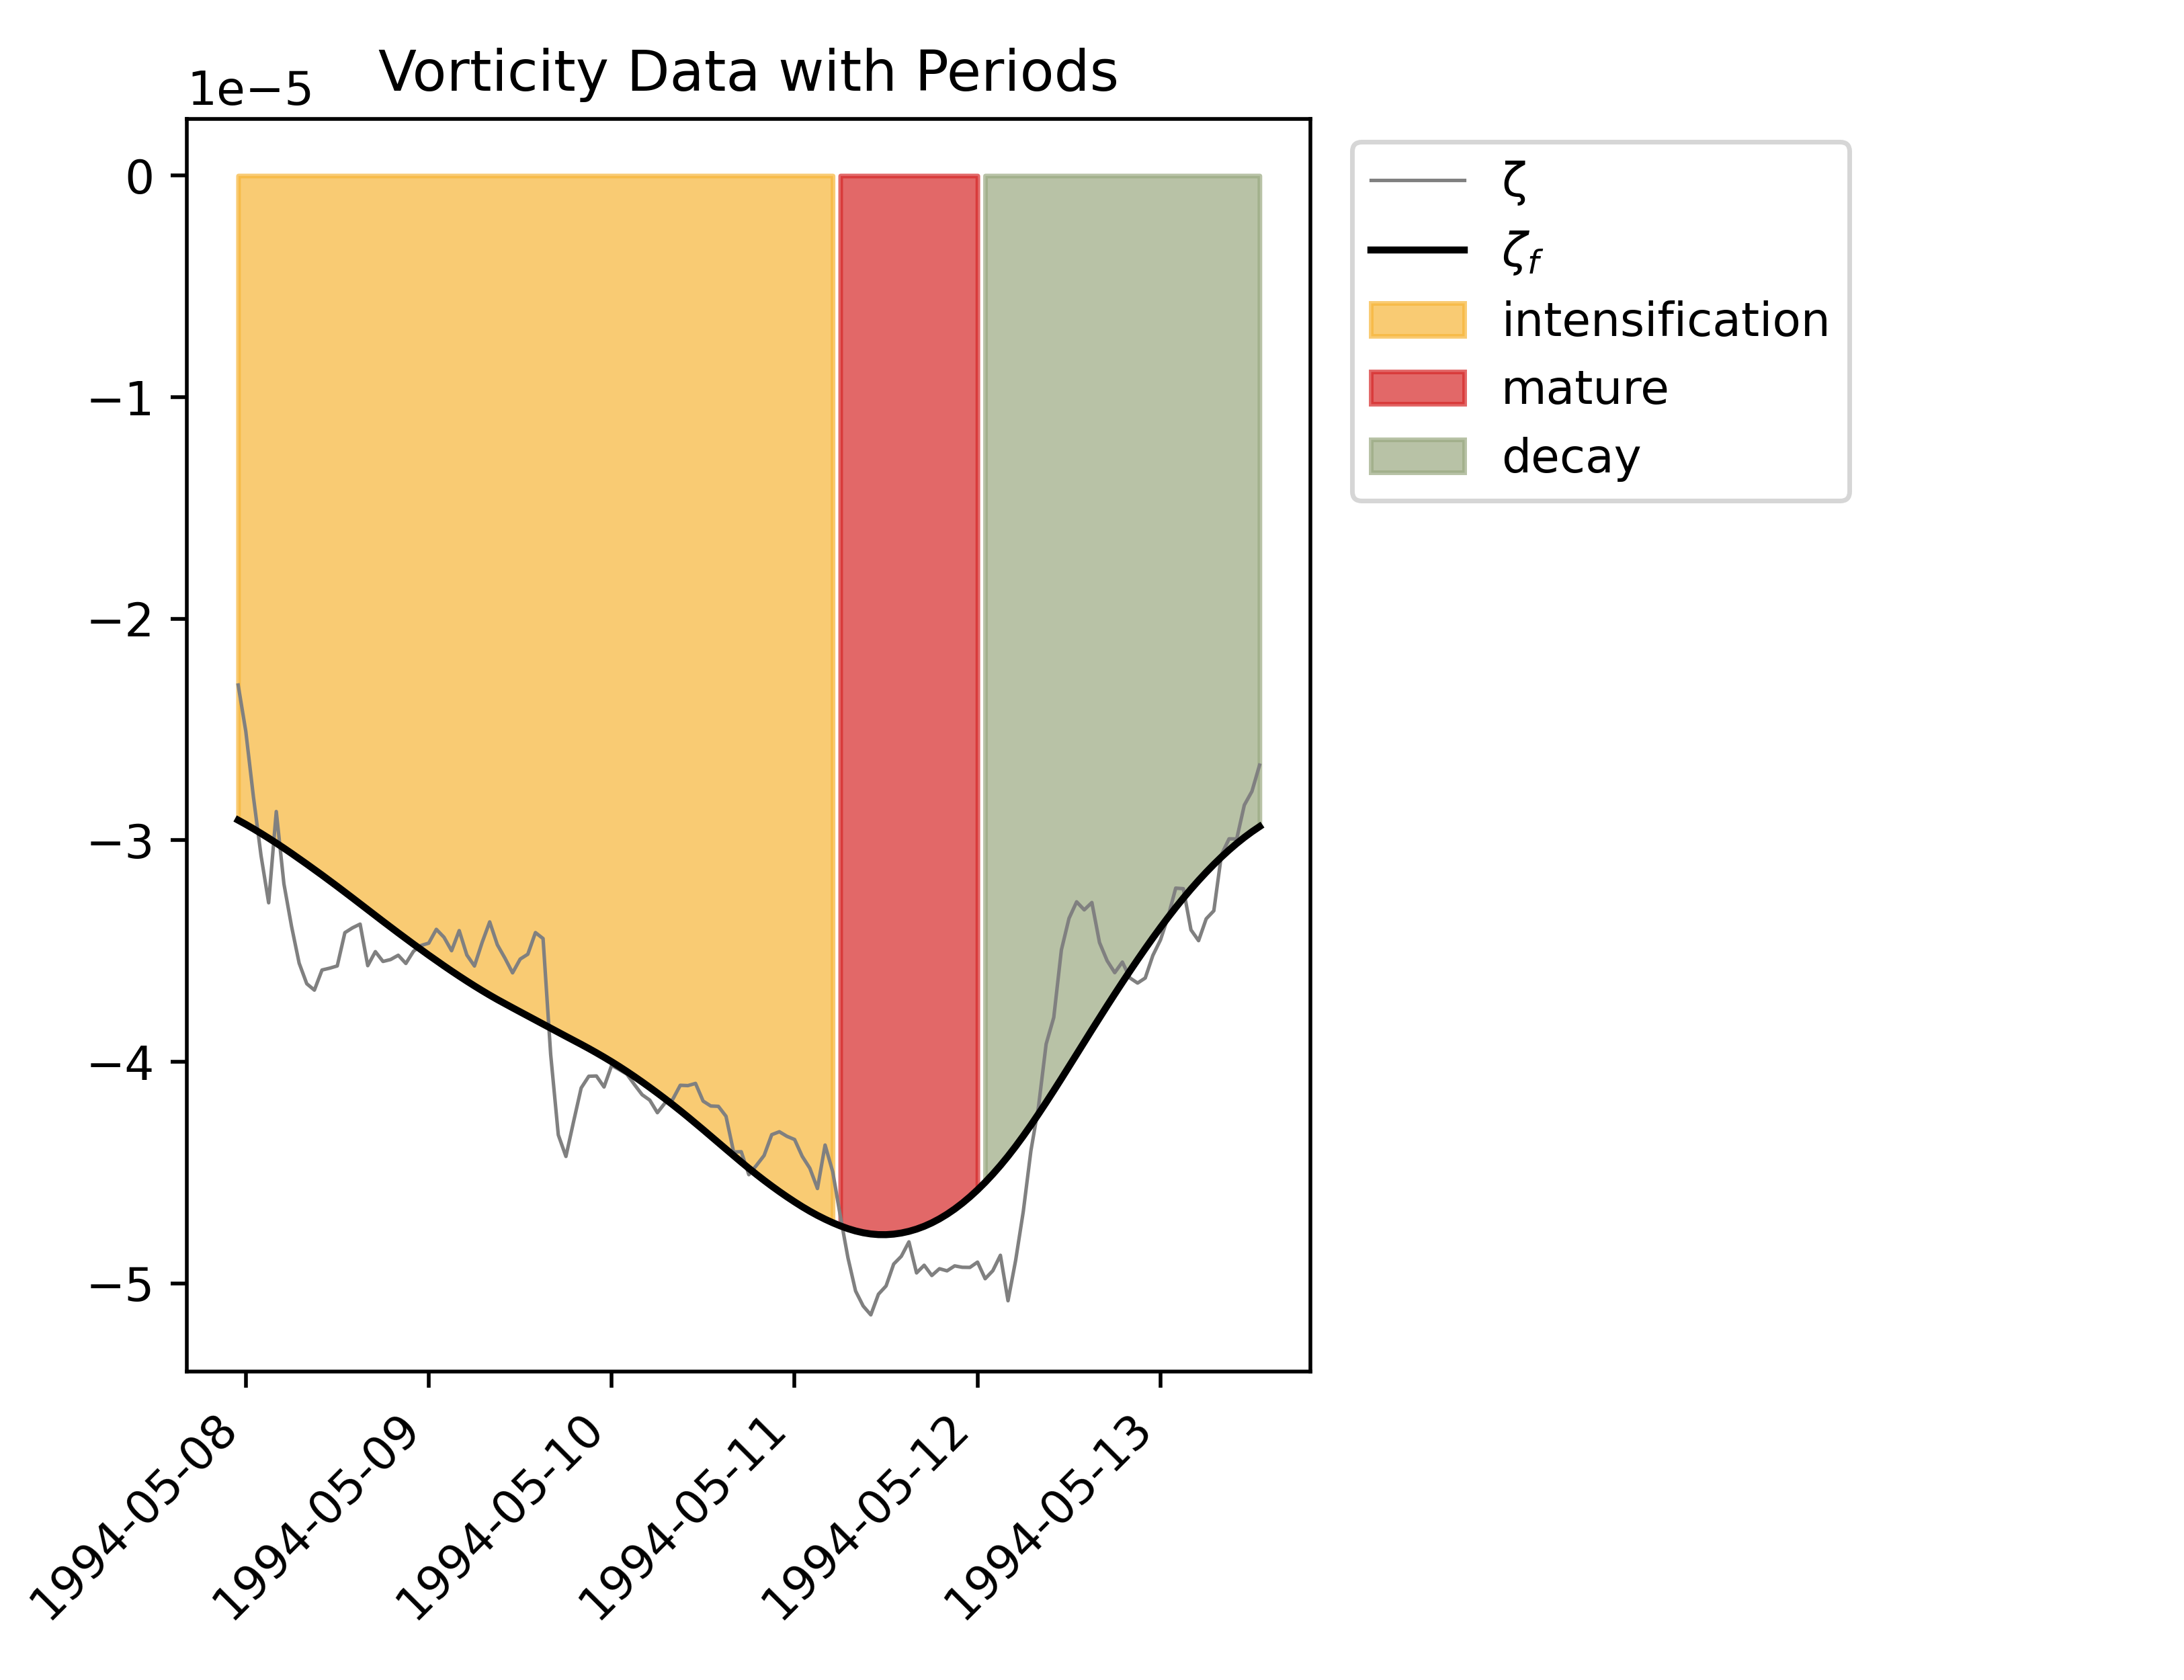 Vorticity Data with Periods
1e−5
0
−1
−2
−3
−4
−5
1994-05-08
1994-05-09
1994-05-10
1994-05-11
1994-05-12
1994-05-13
ζ
ζf
intensification
mature
decay